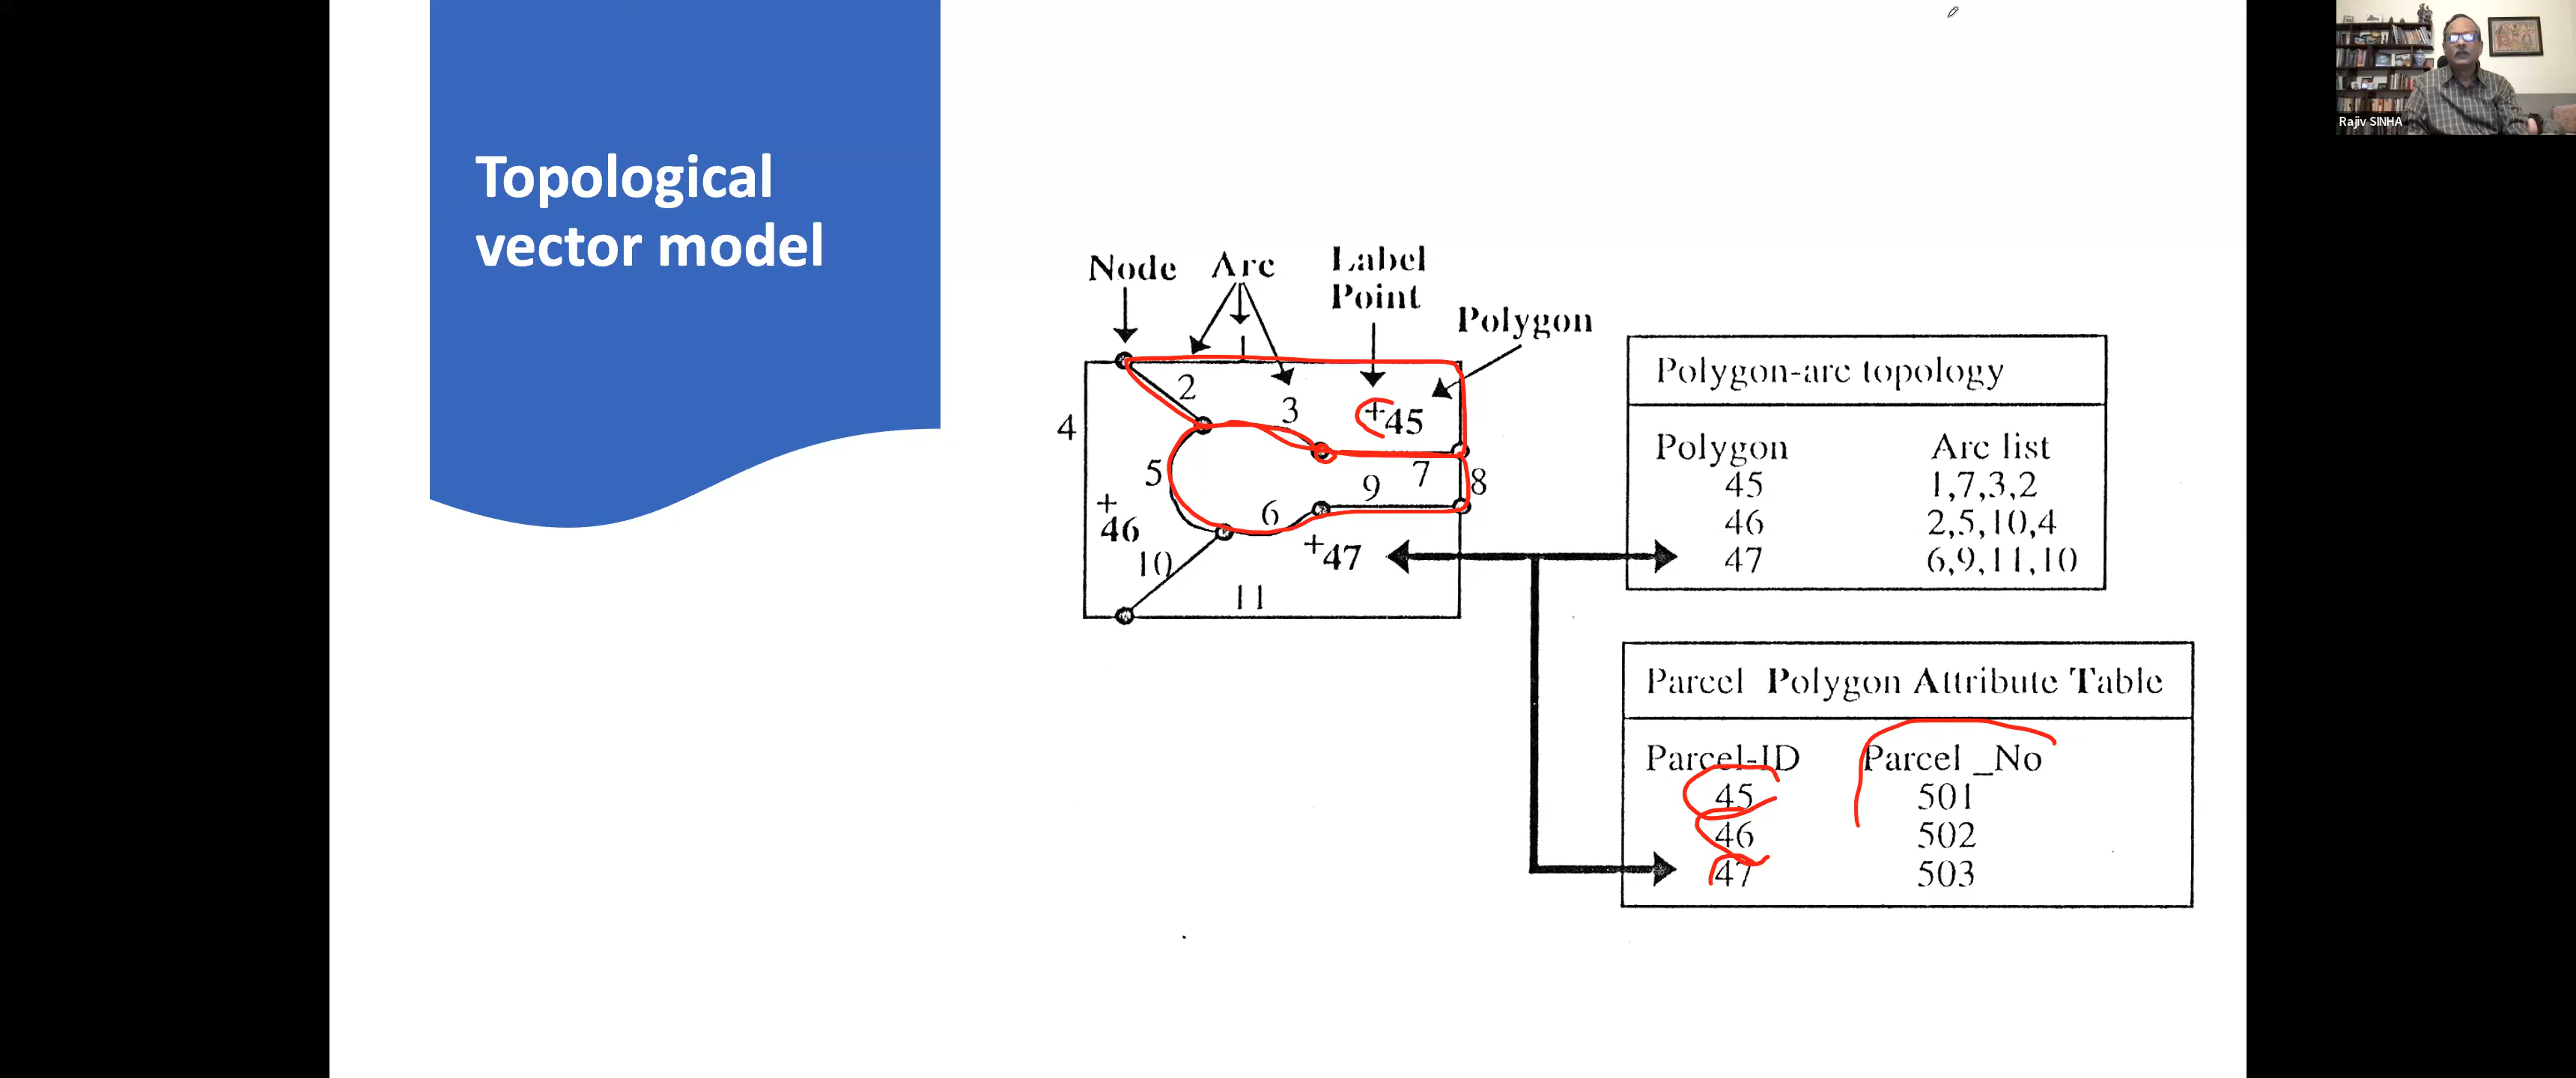 Topological
vector model
Rajiv SINHA
Node
Arc
Label
Point
Polygon
1
2
3
+45
4
5
7
8
9
6
+
46
+47
10
11
Polygon-arc topology
Polygon Arc list
45 1,7,3,2
46 2,5,10,4
47 6,9,11,10
Parcel Polygon Attribute Table
Parcel-ID Parcel _No
45 501
46 502
47 503